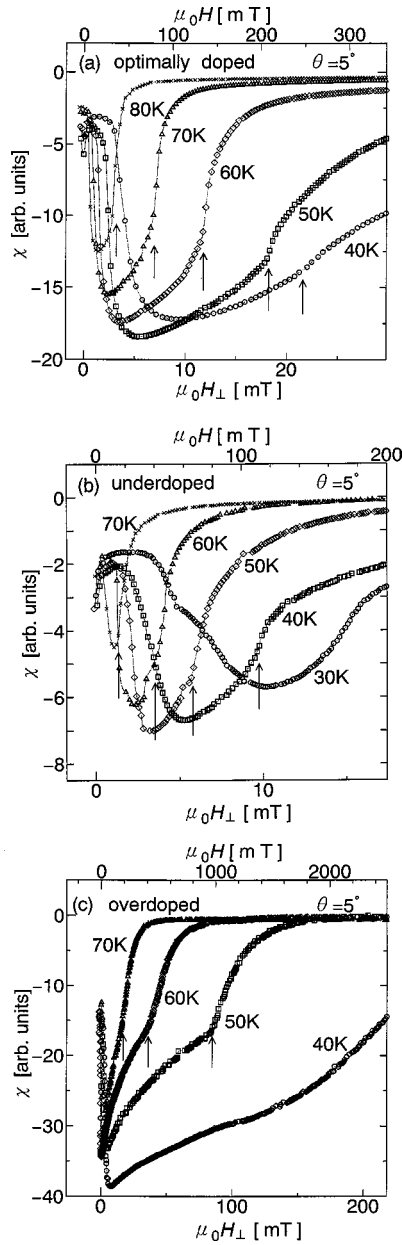 μ₀H [mT]
0 100 200 300
(a) optimally doped θ=5°
0
−5
−10
−15
−20
χ [arb. units]
80K
70K
60K
50K
40K
0 10 20
μ₀H⊥ [mT]
μ₀H [mT]
0 100 200
(b) underdoped θ=5°
0
−2
−4
−6
−8
χ [arb. units]
70K
60K
50K
40K
30K
0 10
μ₀H⊥ [mT]
μ₀H [mT]
0 1000 2000
(c) overdoped θ=5°
0
−10
−20
−30
−40
χ [arb. units]
70K
60K
50K
40K
0 100 200
μ₀H⊥ [mT]